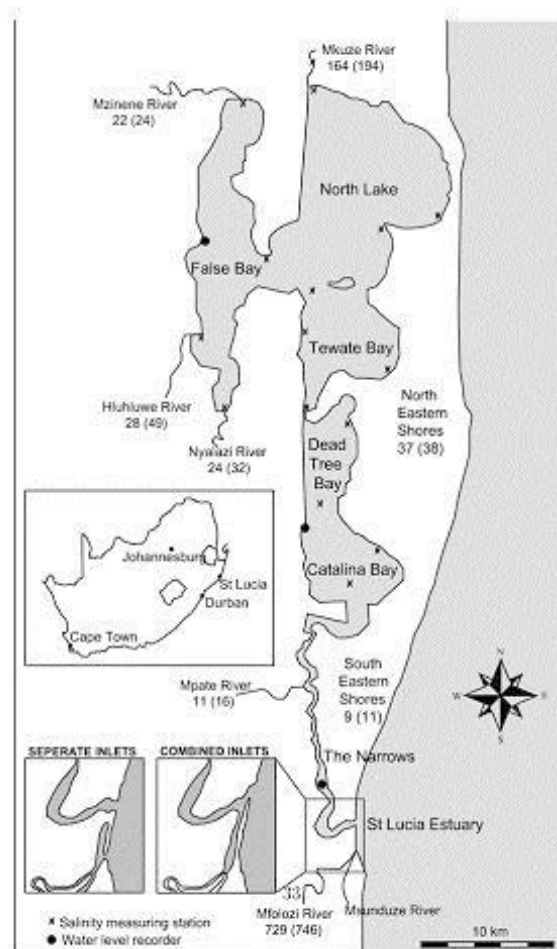 Mkuze River
164 (194)
Mzinene River
22 (24)
North Lake
False Bay
Tewate Bay
Hluhluwe River
28 (49)
North
Eastern
Shores
37 (38)
Nyalazi River
24 (32)
Dead
Tree
Bay
Catalina Bay
Johannesburg
St Lucia
Durban
Cape Town
South
Eastern
Shores
9 (11)
N
W
E
S
Mpate River
11 (16)
The Narrows
SEPERATE INLETS
COMBINED INLETS
St Lucia Estuary
33
Mfolozi River
729 (746)
Msunduze River
x Salinity measuring station
● Water level recorder
10 km